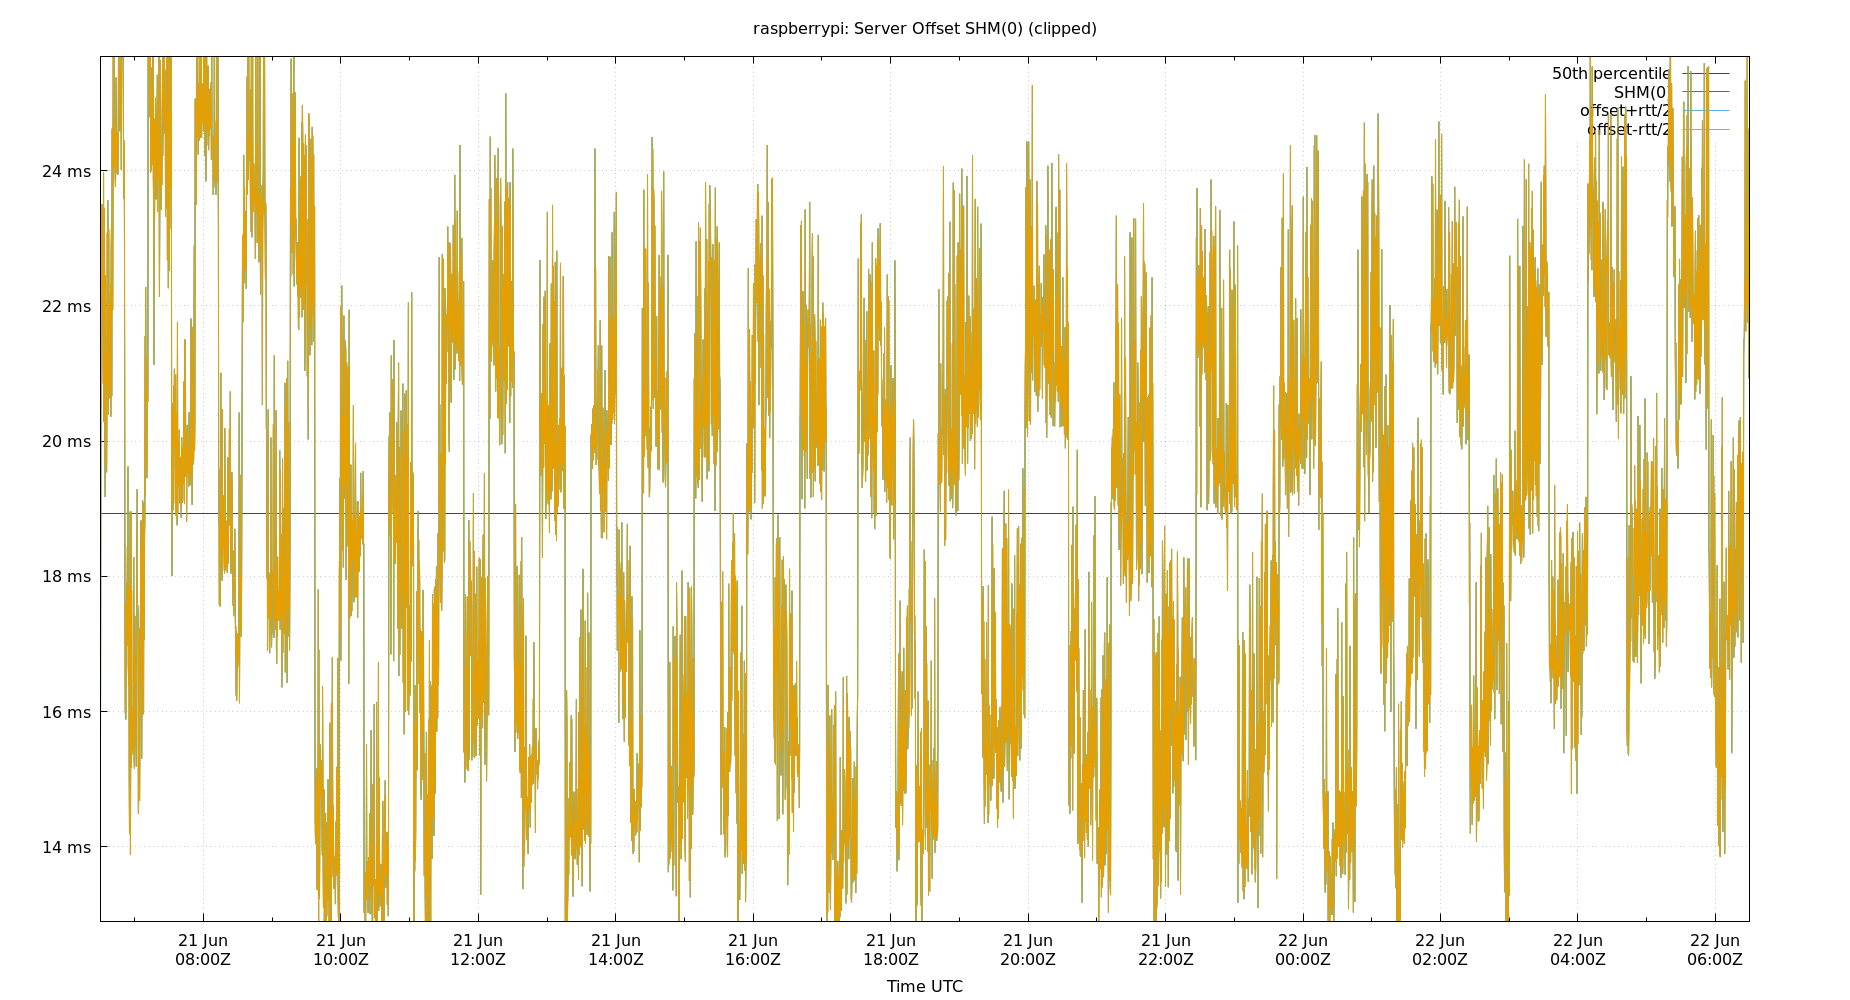 raspberrypi: Server Offset SHM(0) (clipped)
50th percentile
SHM(0)
offset+rtt/2
offset-rtt/2
24 ms
22 ms
20 ms
18 ms
16 ms
14 ms
21 Jun 21 Jun 21 Jun 21 Jun 21 Jun 21 Jun 21 Jun 21 Jun 22 Jun 22 Jun 22 Jun 22 Jun
08:00Z 10:00Z 12:00Z 14:00Z 16:00Z 18:00Z 20:00Z 22:00Z 00:00Z 02:00Z 04:00Z 06:00Z
Time UTC